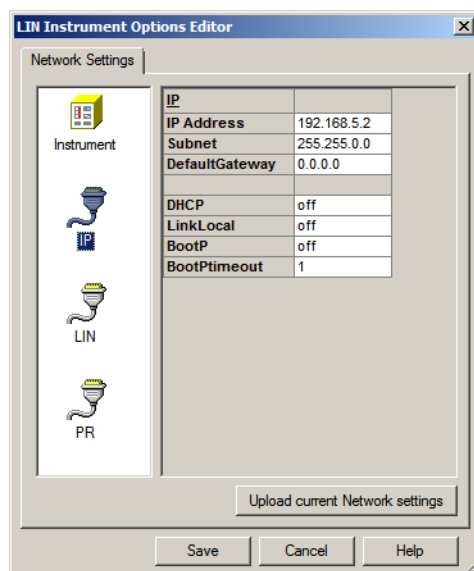 LIN Instrument Options Editor
Network Settings
Instrument
IP
LIN
PR
IP
IP Address 192.168.5.2
Subnet 255.255.0.0
DefaultGateway 0.0.0.0
DHCP off
LinkLocal off
BootP off
BootPtimeout 1
Upload current Network settings
Save Cancel Help